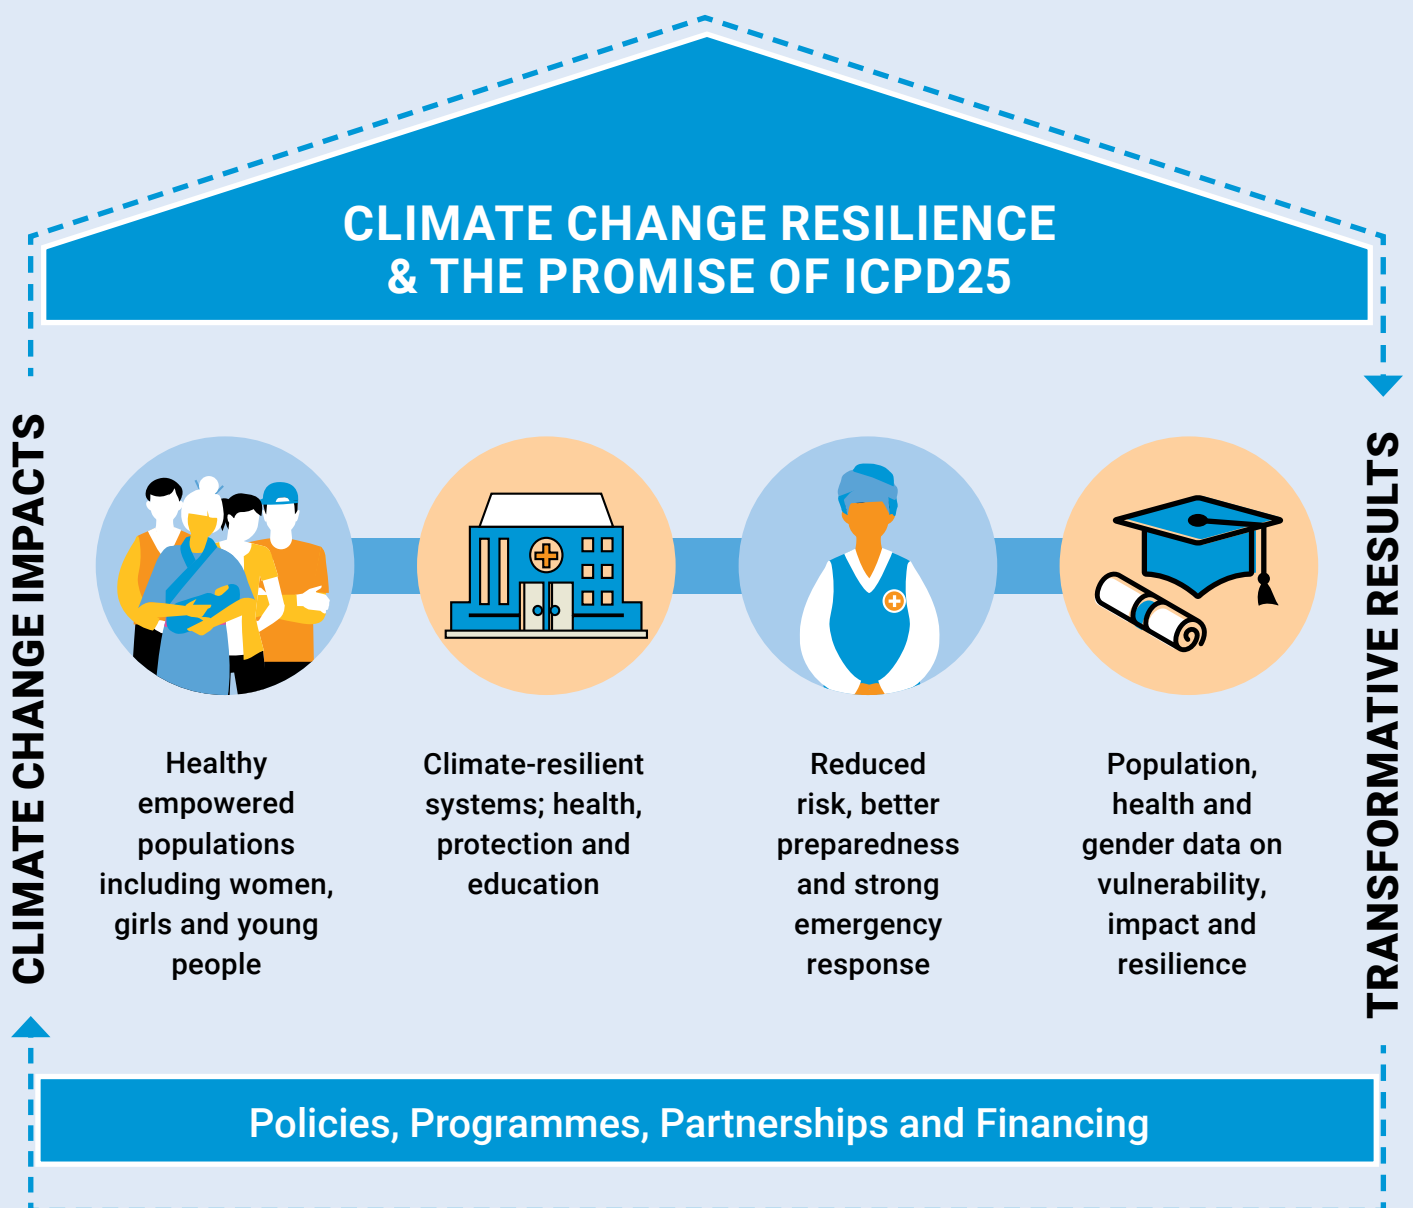 CLIMATE CHANGE RESILIENCE
& THE PROMISE OF ICPD25
CLIMATE CHANGE IMPACTS
Healthy
empowered
populations
including women,
girls and young
people
Climate-resilient
systems; health,
protection and
education
Reduced
risk, better
preparedness
and strong
emergency
response
Population,
health and
gender data on
vulnerability,
impact and
resilience
TRANSFORMATIVE RESULTS
Policies, Programmes, Partnerships and Financing